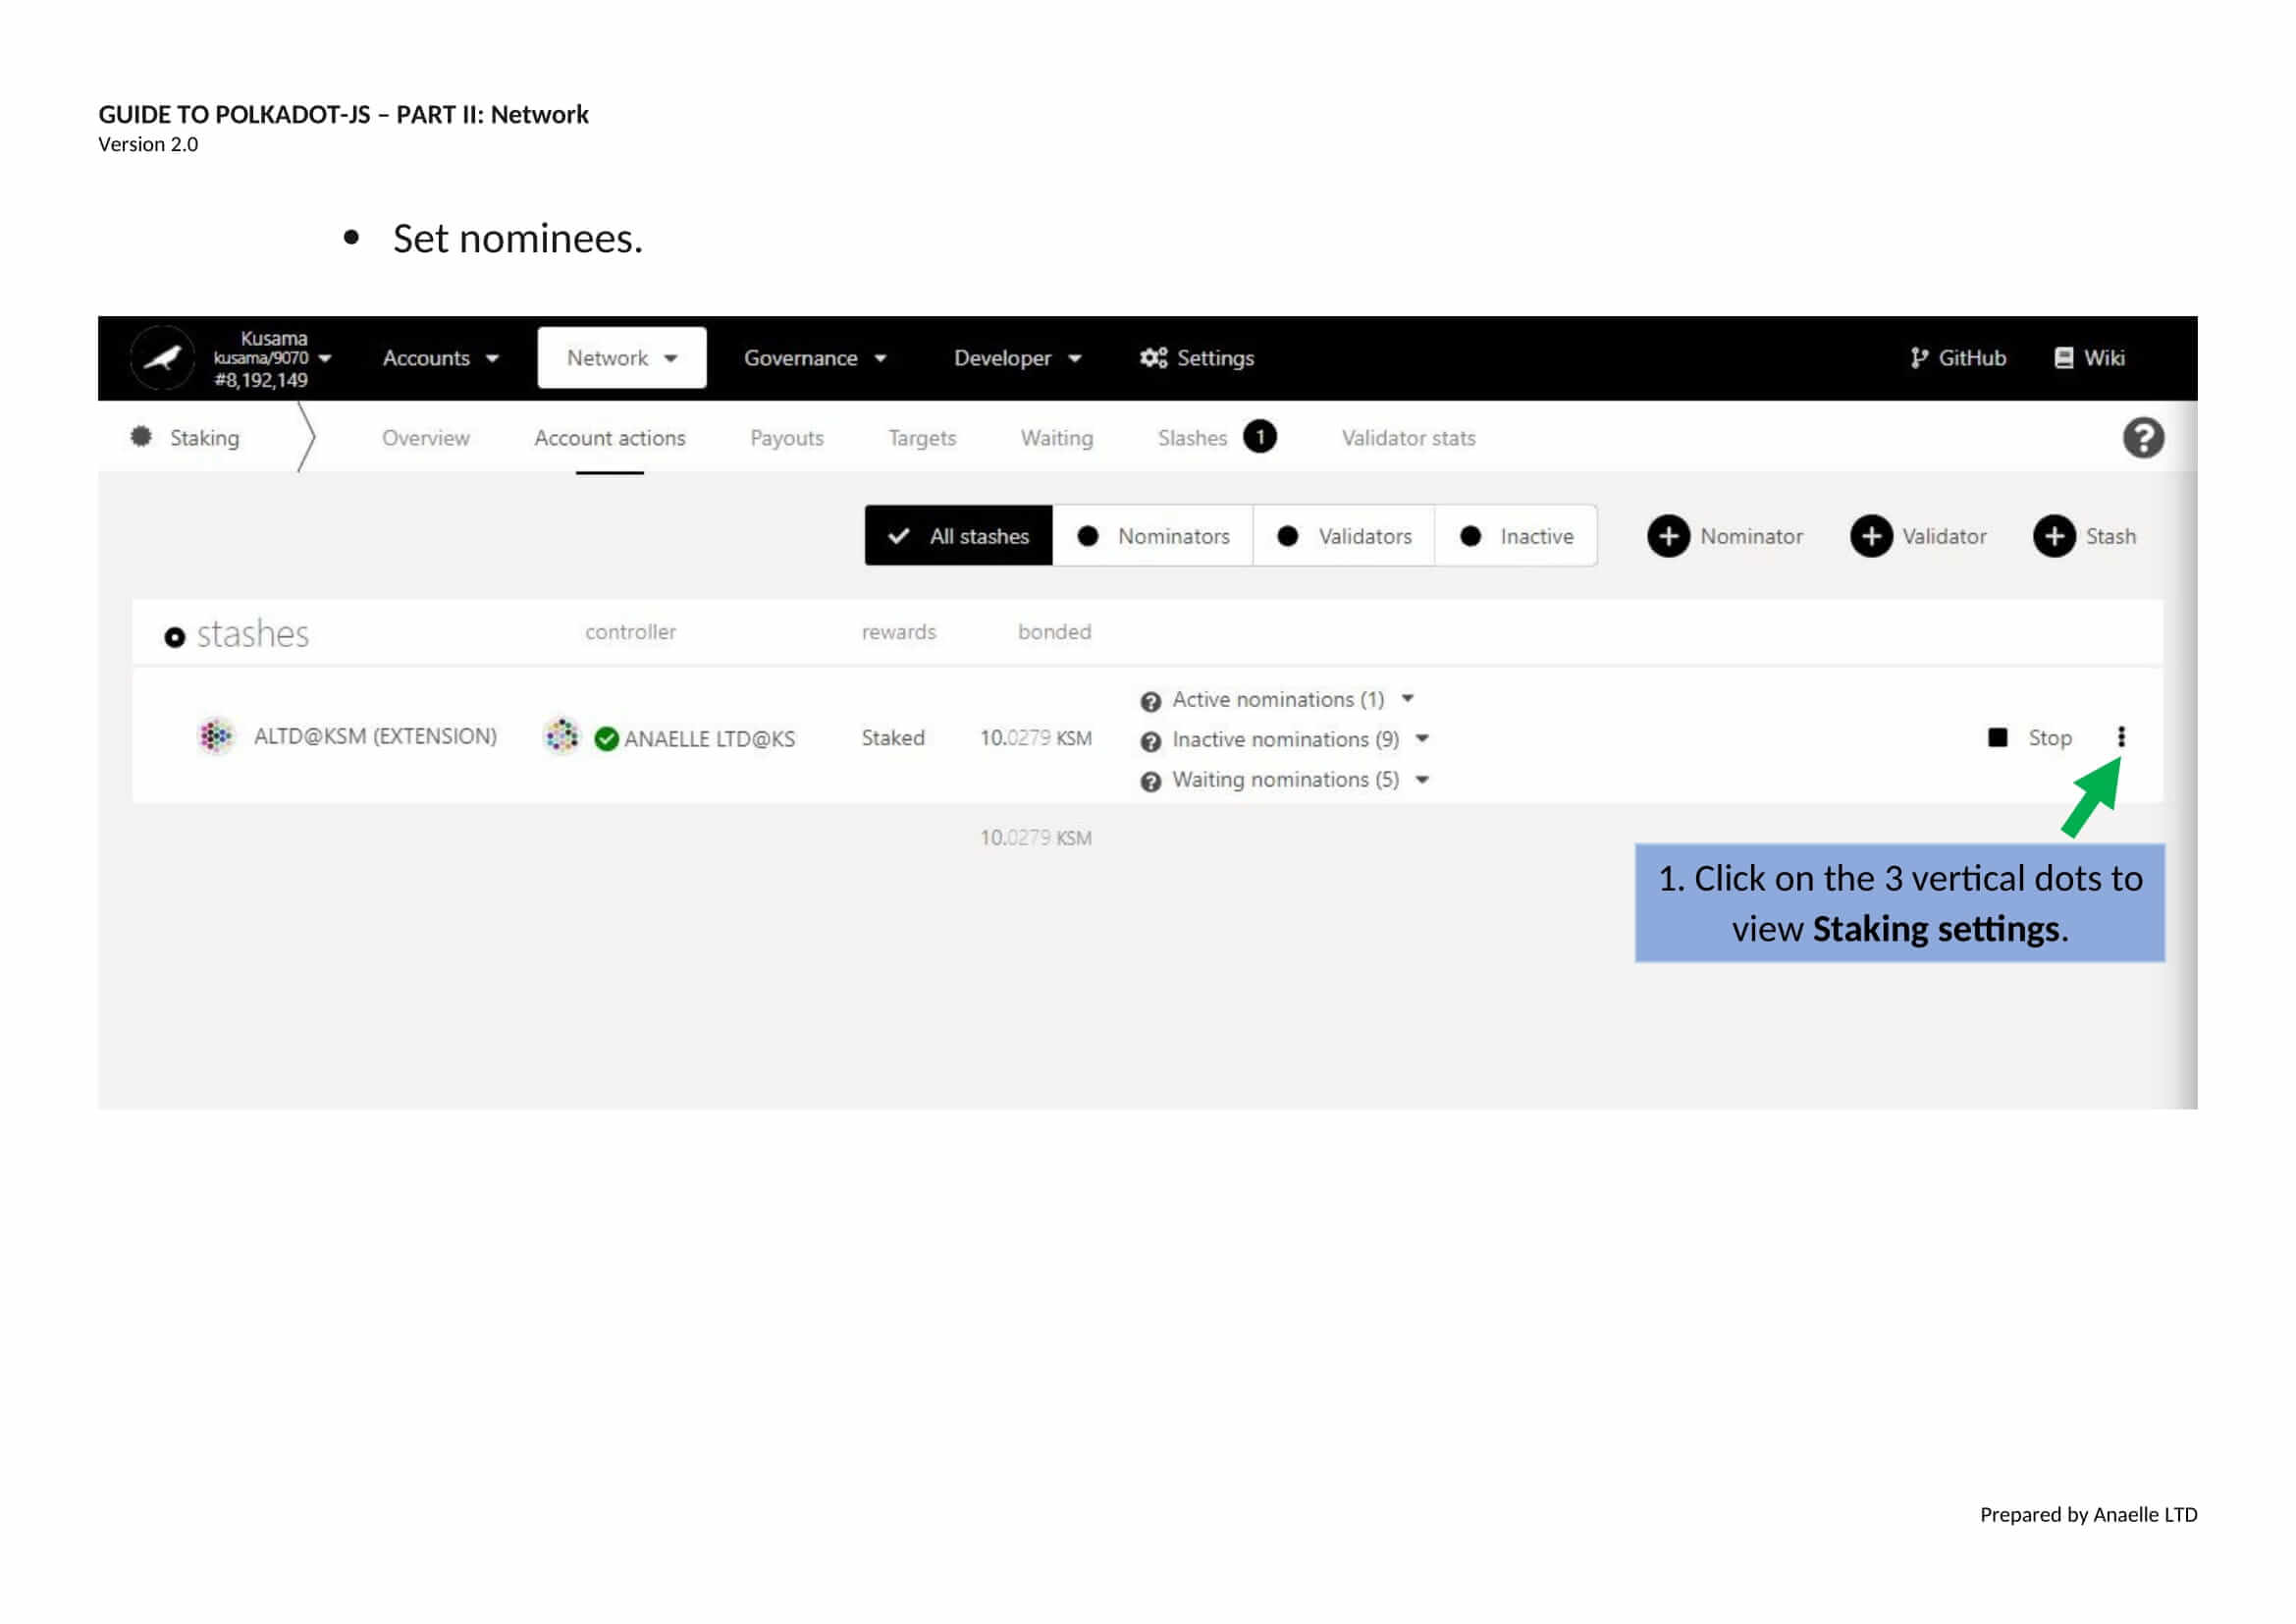 GUIDE TO POLKADOT-JS – PART II: Network
Version 2.0
• Set nominees.
Kusama
kusama/9070
#8,192,149
Accounts
Network
Governance
Developer
Settings
GitHub
Wiki
Staking
Overview
Account actions
Payouts
Targets
Waiting
Slashes 1
Validator stats
All stashes
Nominators
Validators
Inactive
Nominator
Validator
Stash
stashes
controller
rewards
bonded
ALTD@KSM (EXTENSION)
ANAELLE LTD@KS
Staked
10.0279 KSM
Active nominations (1)
Inactive nominations (9)
Waiting nominations (5)
Stop
10.0279 KSM
1. Click on the 3 vertical dots to
view Staking settings.
Prepared by Anaelle LTD